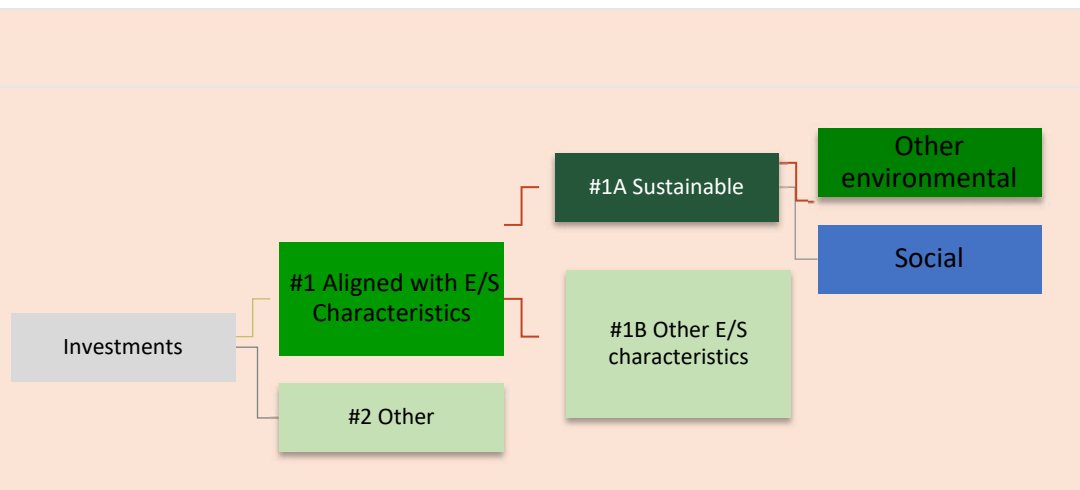 Other
environmental
#1A Sustainable
Social
#1 Aligned with E/S
Characteristics
#1B Other E/S
characteristics
Investments
#2 Other